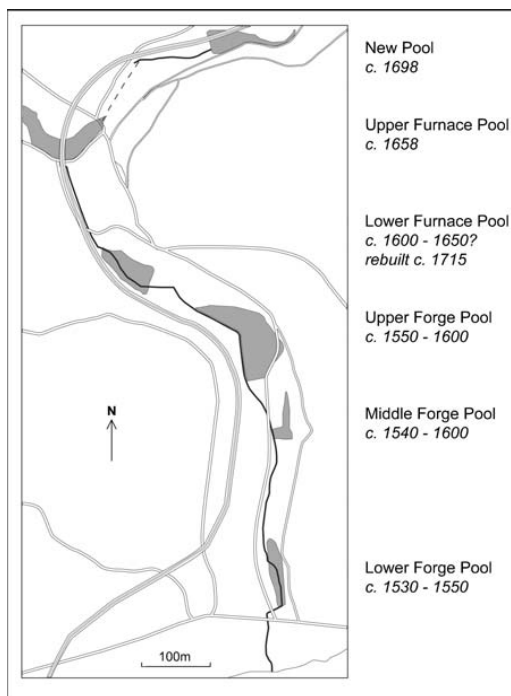 New Pool
c. 1698
Upper Furnace Pool
c. 1658
Lower Furnace Pool
c. 1600 - 1650?
rebuilt c. 1715
Upper Forge Pool
c. 1550 - 1600
Middle Forge Pool
c. 1540 - 1600
N
Lower Forge Pool
c. 1530 - 1550
100m